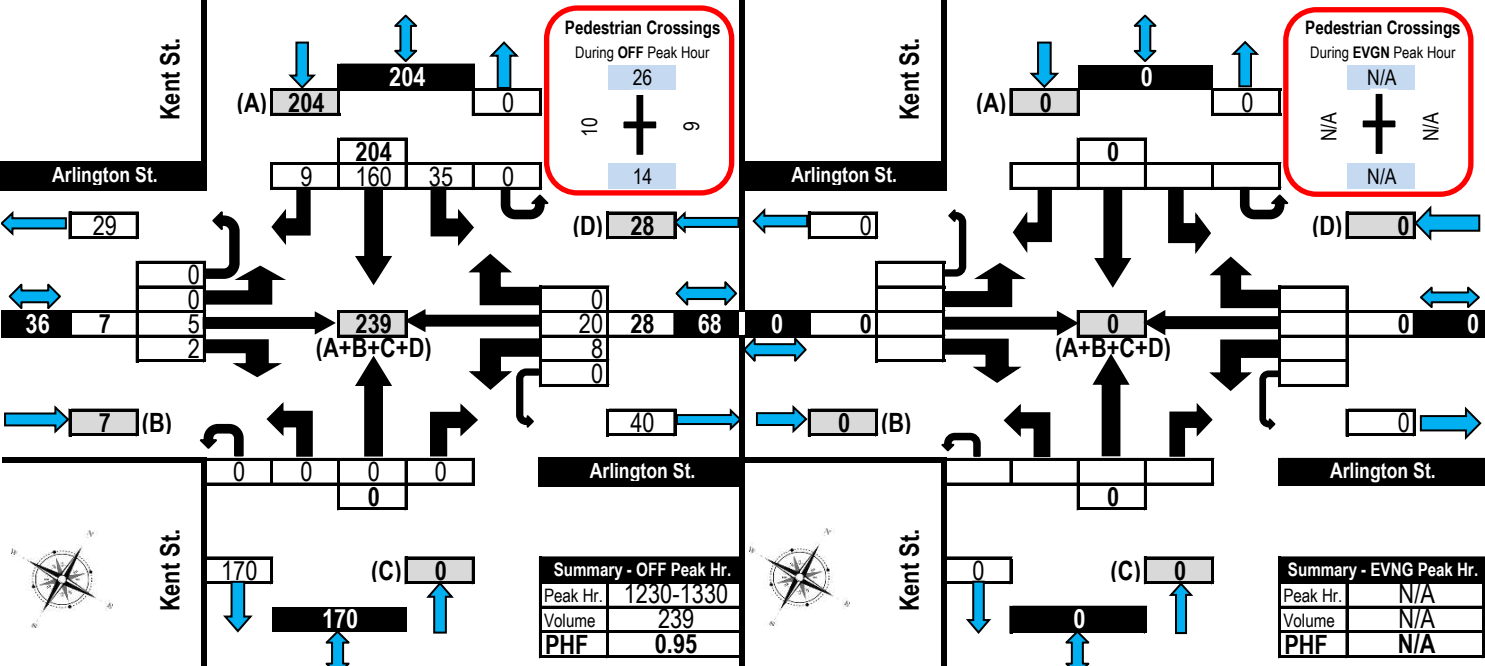 Kent St.
Pedestrian Crossings
During OFF Peak Hour
26
10
9
14
204
(A) 204
0
204
9 160 35 0
Arlington St.
29
(D) 28
0
0
36 7 5
2
239
(A+B+C+D)
0
20 28 68
8
0
7 (B)
40
0 0 0 0
0
Arlington St.
Kent St.
170
(C) 0
170
Summary - OFF Peak Hr.
Peak Hr. 1230-1330
Volume 239
PHF 0.95
Kent St.
Pedestrian Crossings
During EVGN Peak Hour
N/A
N/A
N/A
N/A
0
(A) 0
0
0
Arlington St.
0
(D) 0
0 0
0
(A+B+C+D)
0 0
0 (B)
0
0
Arlington St.
Kent St.
0
(C) 0
0
Summary - EVNG Peak Hr.
Peak Hr. N/A
Volume N/A
PHF N/A